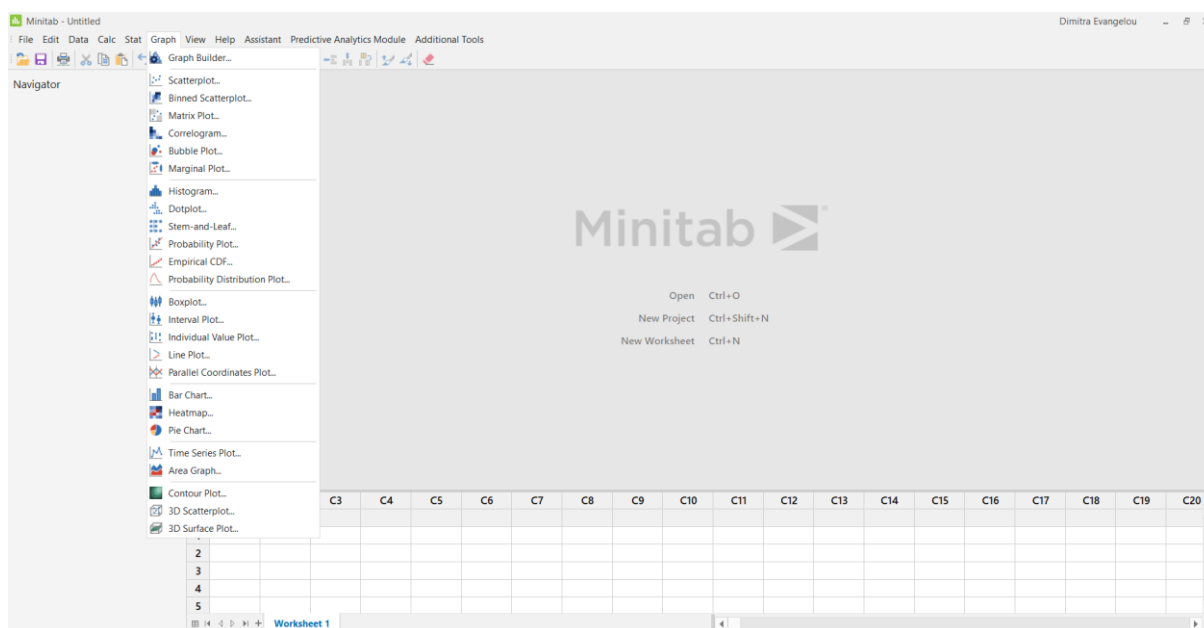 Minitab - Untitled Dimitra Evangelou
File Edit Data Calc Stat Graph View Help Assistant Predictive Analytics Module Additional Tools
Navigator
Graph Builder...
Scatterplot...
Binned Scatterplot...
Matrix Plot...
Correlogram...
Bubble Plot...
Marginal Plot...
Histogram...
Dotplot...
Stem-and-Leaf...
Probability Plot...
Empirical CDF...
Probability Distribution Plot...
Boxplot...
Interval Plot...
Individual Value Plot...
Line Plot...
Parallel Coordinates Plot...
Bar Chart...
Heatmap...
Pie Chart...
Time Series Plot...
Area Graph...
Contour Plot...
3D Scatterplot...
3D Surface Plot...
Minitab
Open Ctrl+O
New Project Ctrl+Shift+N
New Worksheet Ctrl+N
C3 C4 C5 C6 C7 C8 C9 C10 C11 C12 C13 C14 C15 C16 C17 C18 C19 C20
2
3
4
5
Worksheet 1